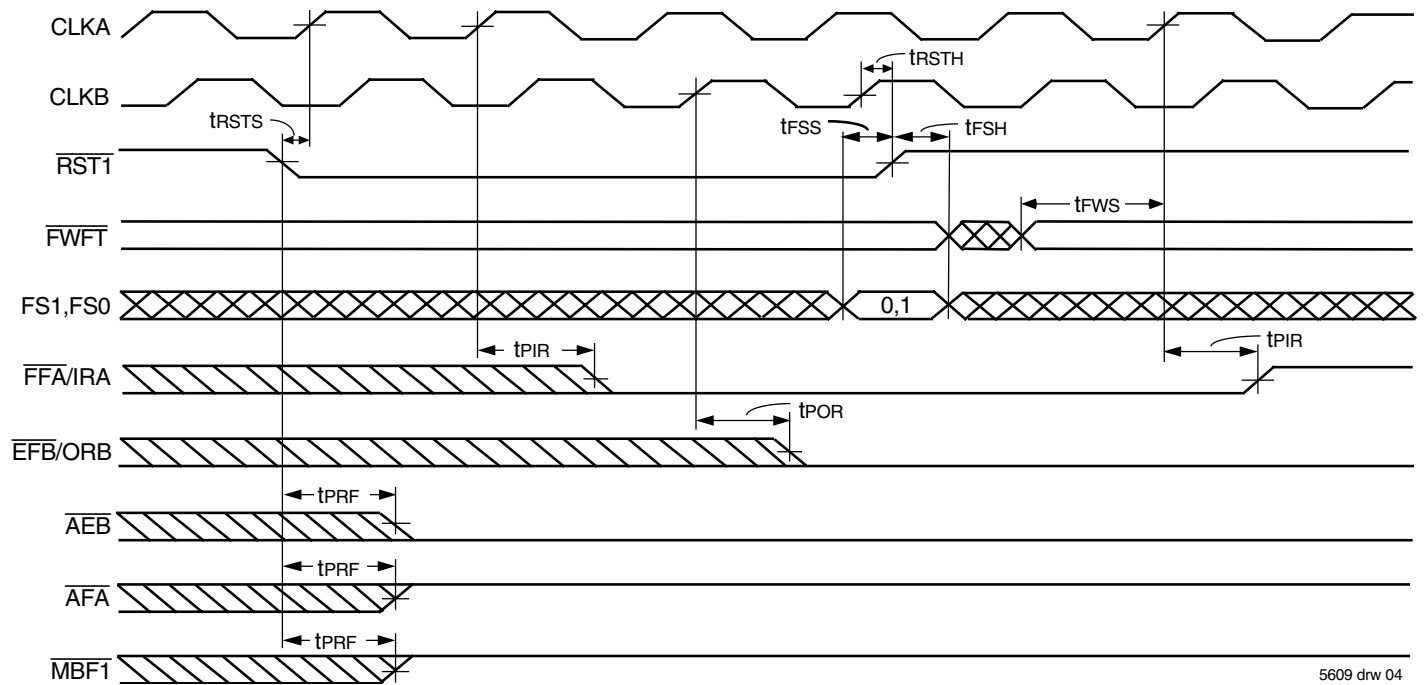 CLKA
tRSTH
CLKB
tRSTS
tFSS
tFSH
RST1
tFWS
FWFT
FS1,FS0
0,1
tPIR
tPIR
FFA/IRA
tPOR
EFB/ORB
tPRF
AEB
tPRF
AFA
tPRF
MBF1
5609 drw 04